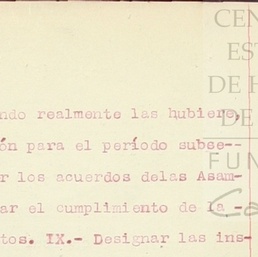 CEN
ES
DE H
DE
FUN
ndo realmente las hubiere,
ón para el período subse--
r los acuerdos delas Asam-
ar el cumplimiento de la -
tos. IX.- Designar las ins-